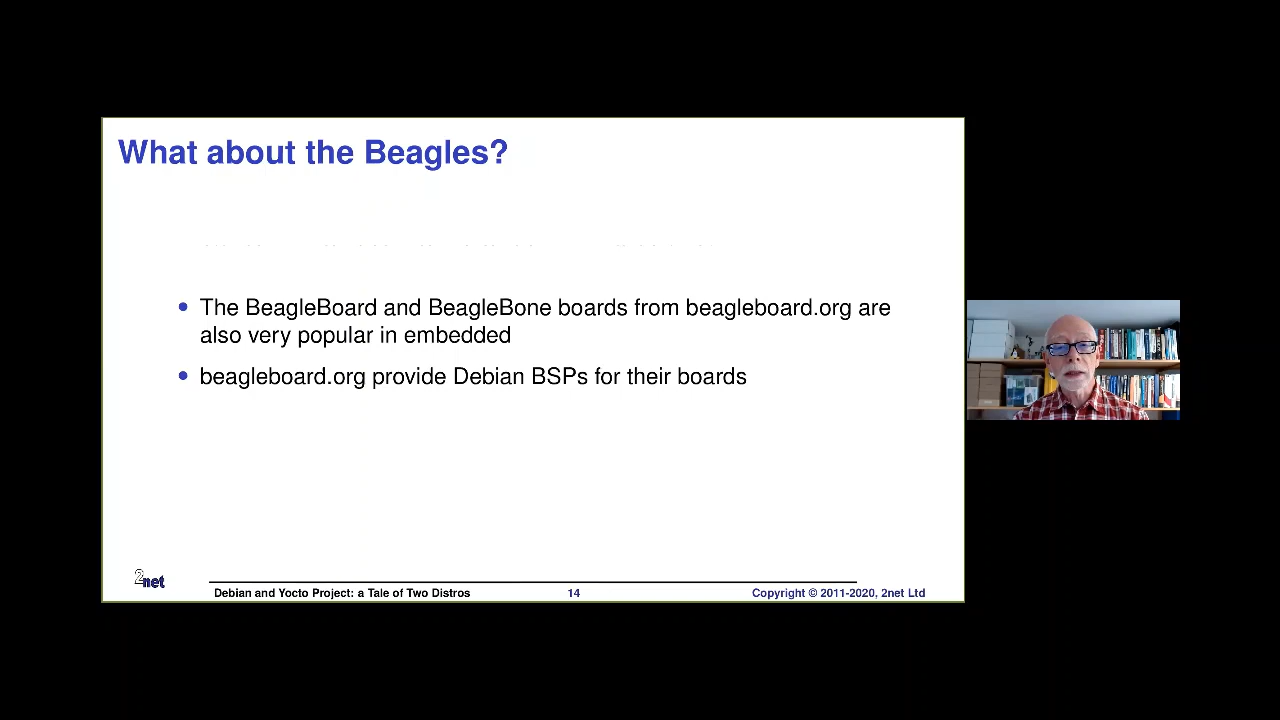 What about the Beagles?
The BeagleBoard and BeagleBone boards from beagleboard.org are
also very popular in embedded
beagleboard.org provide Debian BSPs for their boards
2net
Debian and Yocto Project: a Tale of Two Distros 14 Copyright © 2011-2020, 2net Ltd